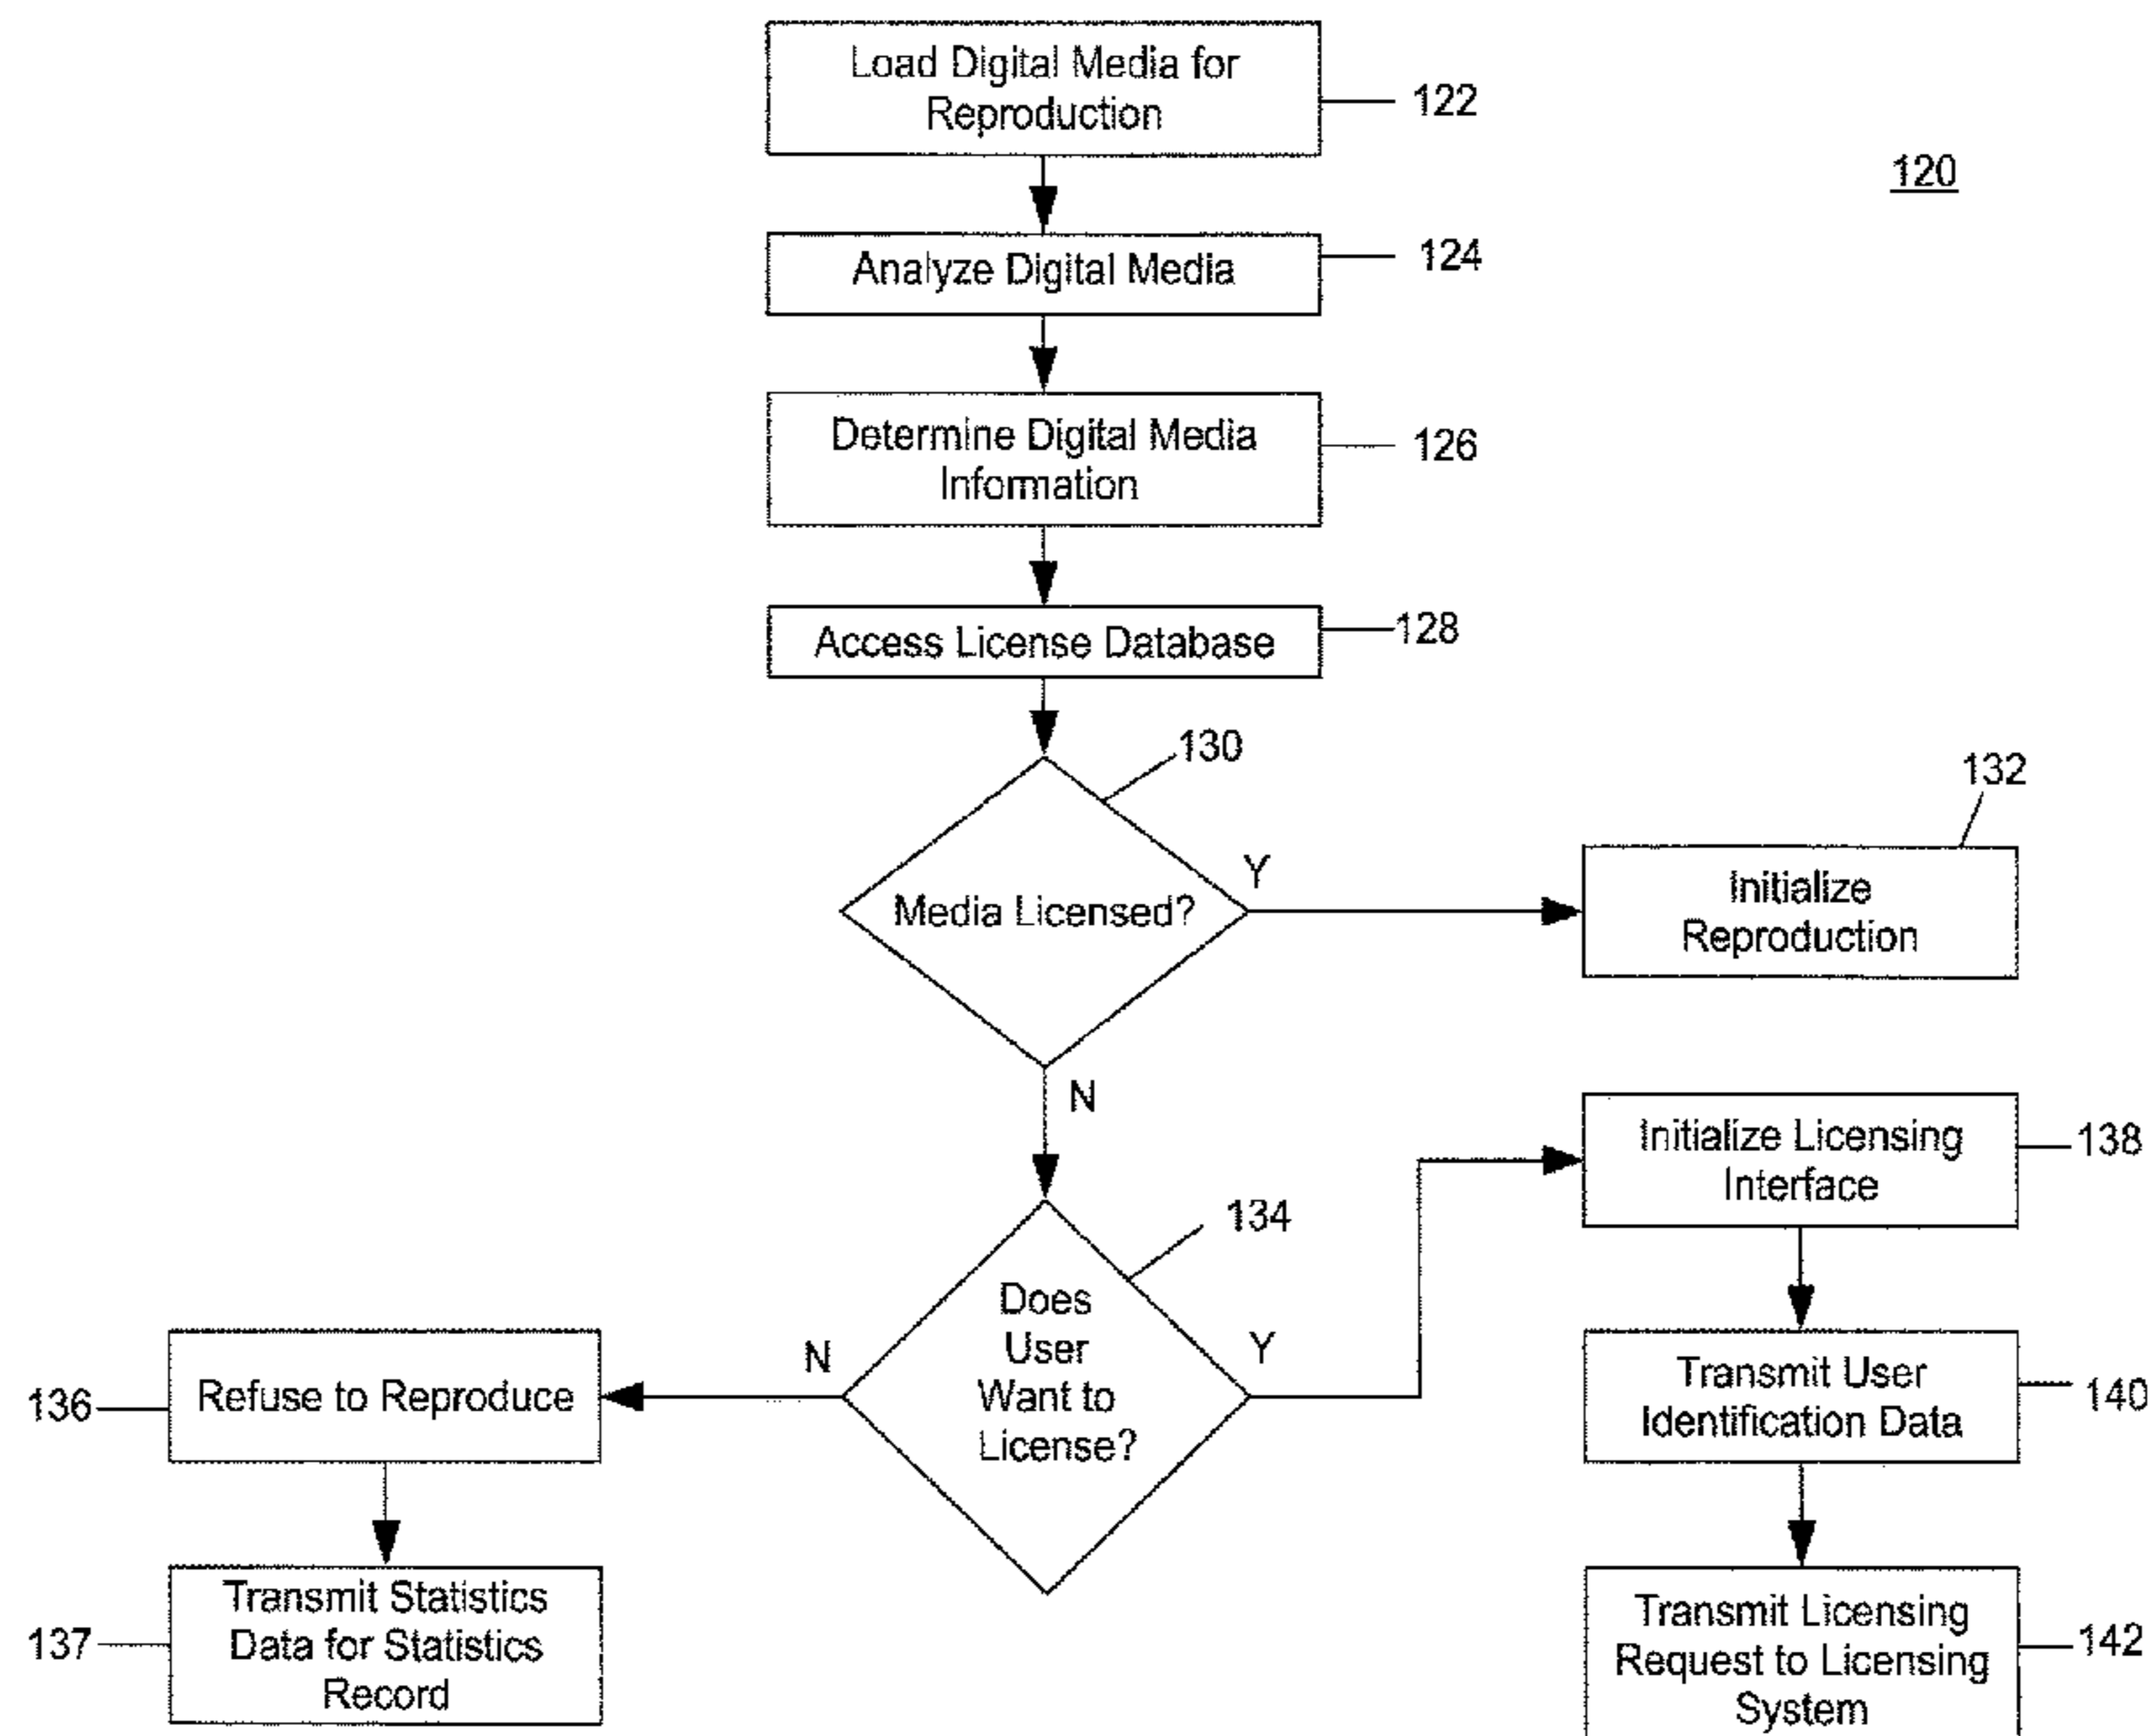 Load Digital Media for
Reproduction
122
120
Analyze Digital Media
124
Determine Digital Media
Information
126
Access License Database
128
130
Media Licensed?
Y
132
Initialize
Reproduction
N
134
Does
User
Want to
License?
N
Y
136
Refuse to Reproduce
137
Transmit Statistics
Data for Statistics
Record
Initialize Licensing
Interface
138
Transmit User
Identification Data
140
Transmit Licensing
Request to Licensing
System
142